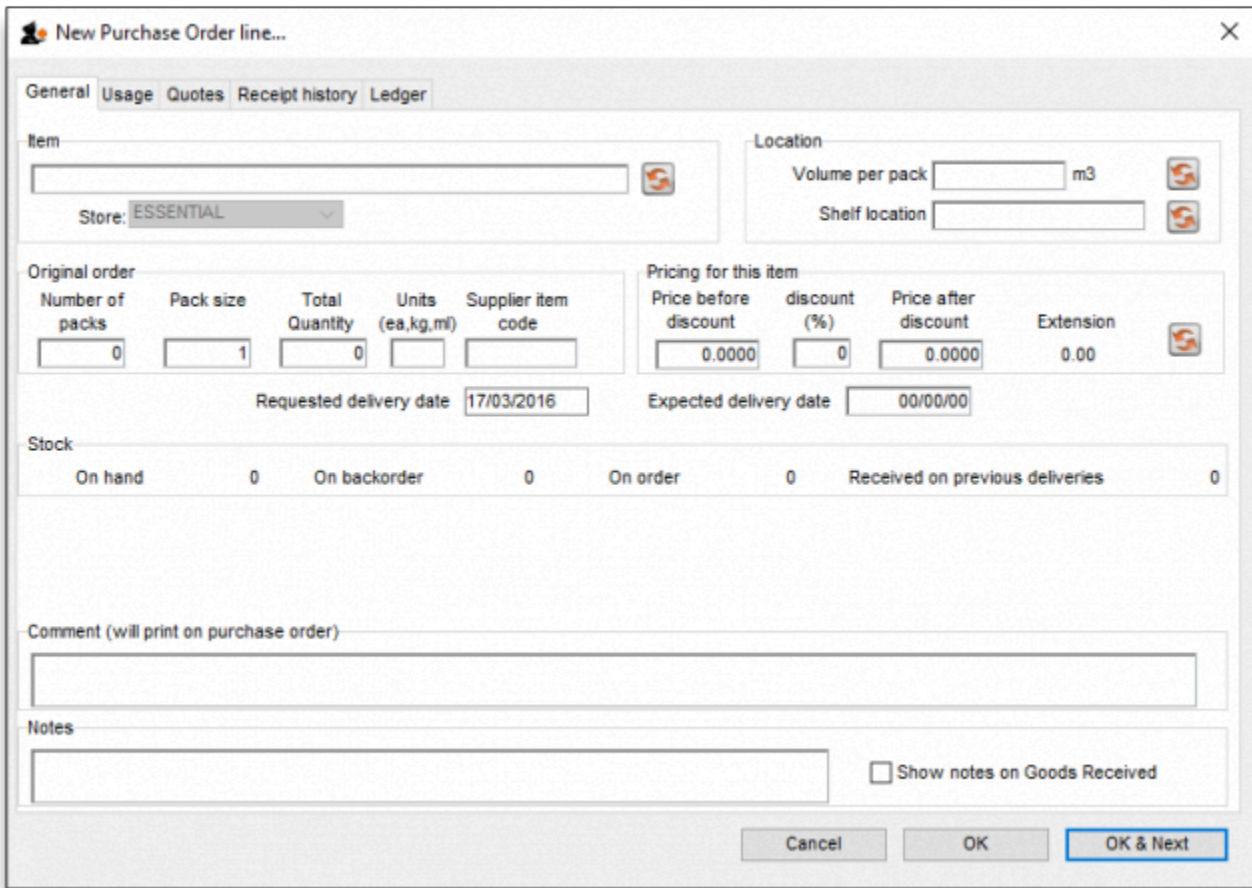 New Purchase Order line...
General Usage Quotes Receipt history Ledger
Item
Store: ESSENTIAL
Location
Volume per pack m3
Shelf location
Original order
Number of packs
Pack size
Total Quantity
Units (ea,kg,ml)
Supplier item code
0 1 0
Pricing for this item
Price before discount
discount (%)
Price after discount
Extension
0.0000 0 0.0000 0.00
Requested delivery date 17/03/2016 Expected delivery date 00/00/00
Stock
On hand 0 On backorder 0 On order 0 Received on previous deliveries 0
Comment (will print on purchase order)
Notes
Show notes on Goods Received
Cancel OK OK & Next